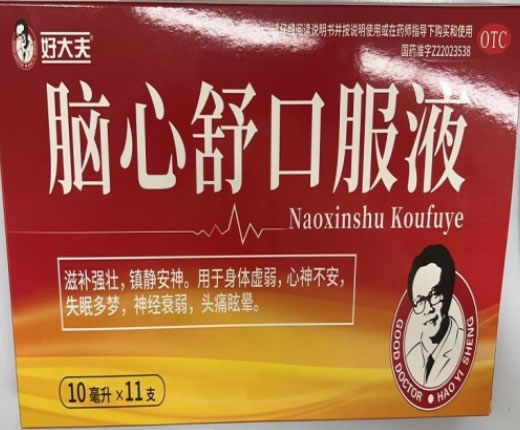 好大夫
请仔细阅读说明书并按说明使用或在药师指导下购买和使用
国药准字Z22023538
OTC
脑心舒口服液
Naoxinshu Koufuye
滋补强壮，镇静安神。用于身体虚弱，心神不安，
失眠多梦，神经衰弱，头痛眩晕。
GOOD DOCTOR · HAO YI SHENG
10毫升×11支